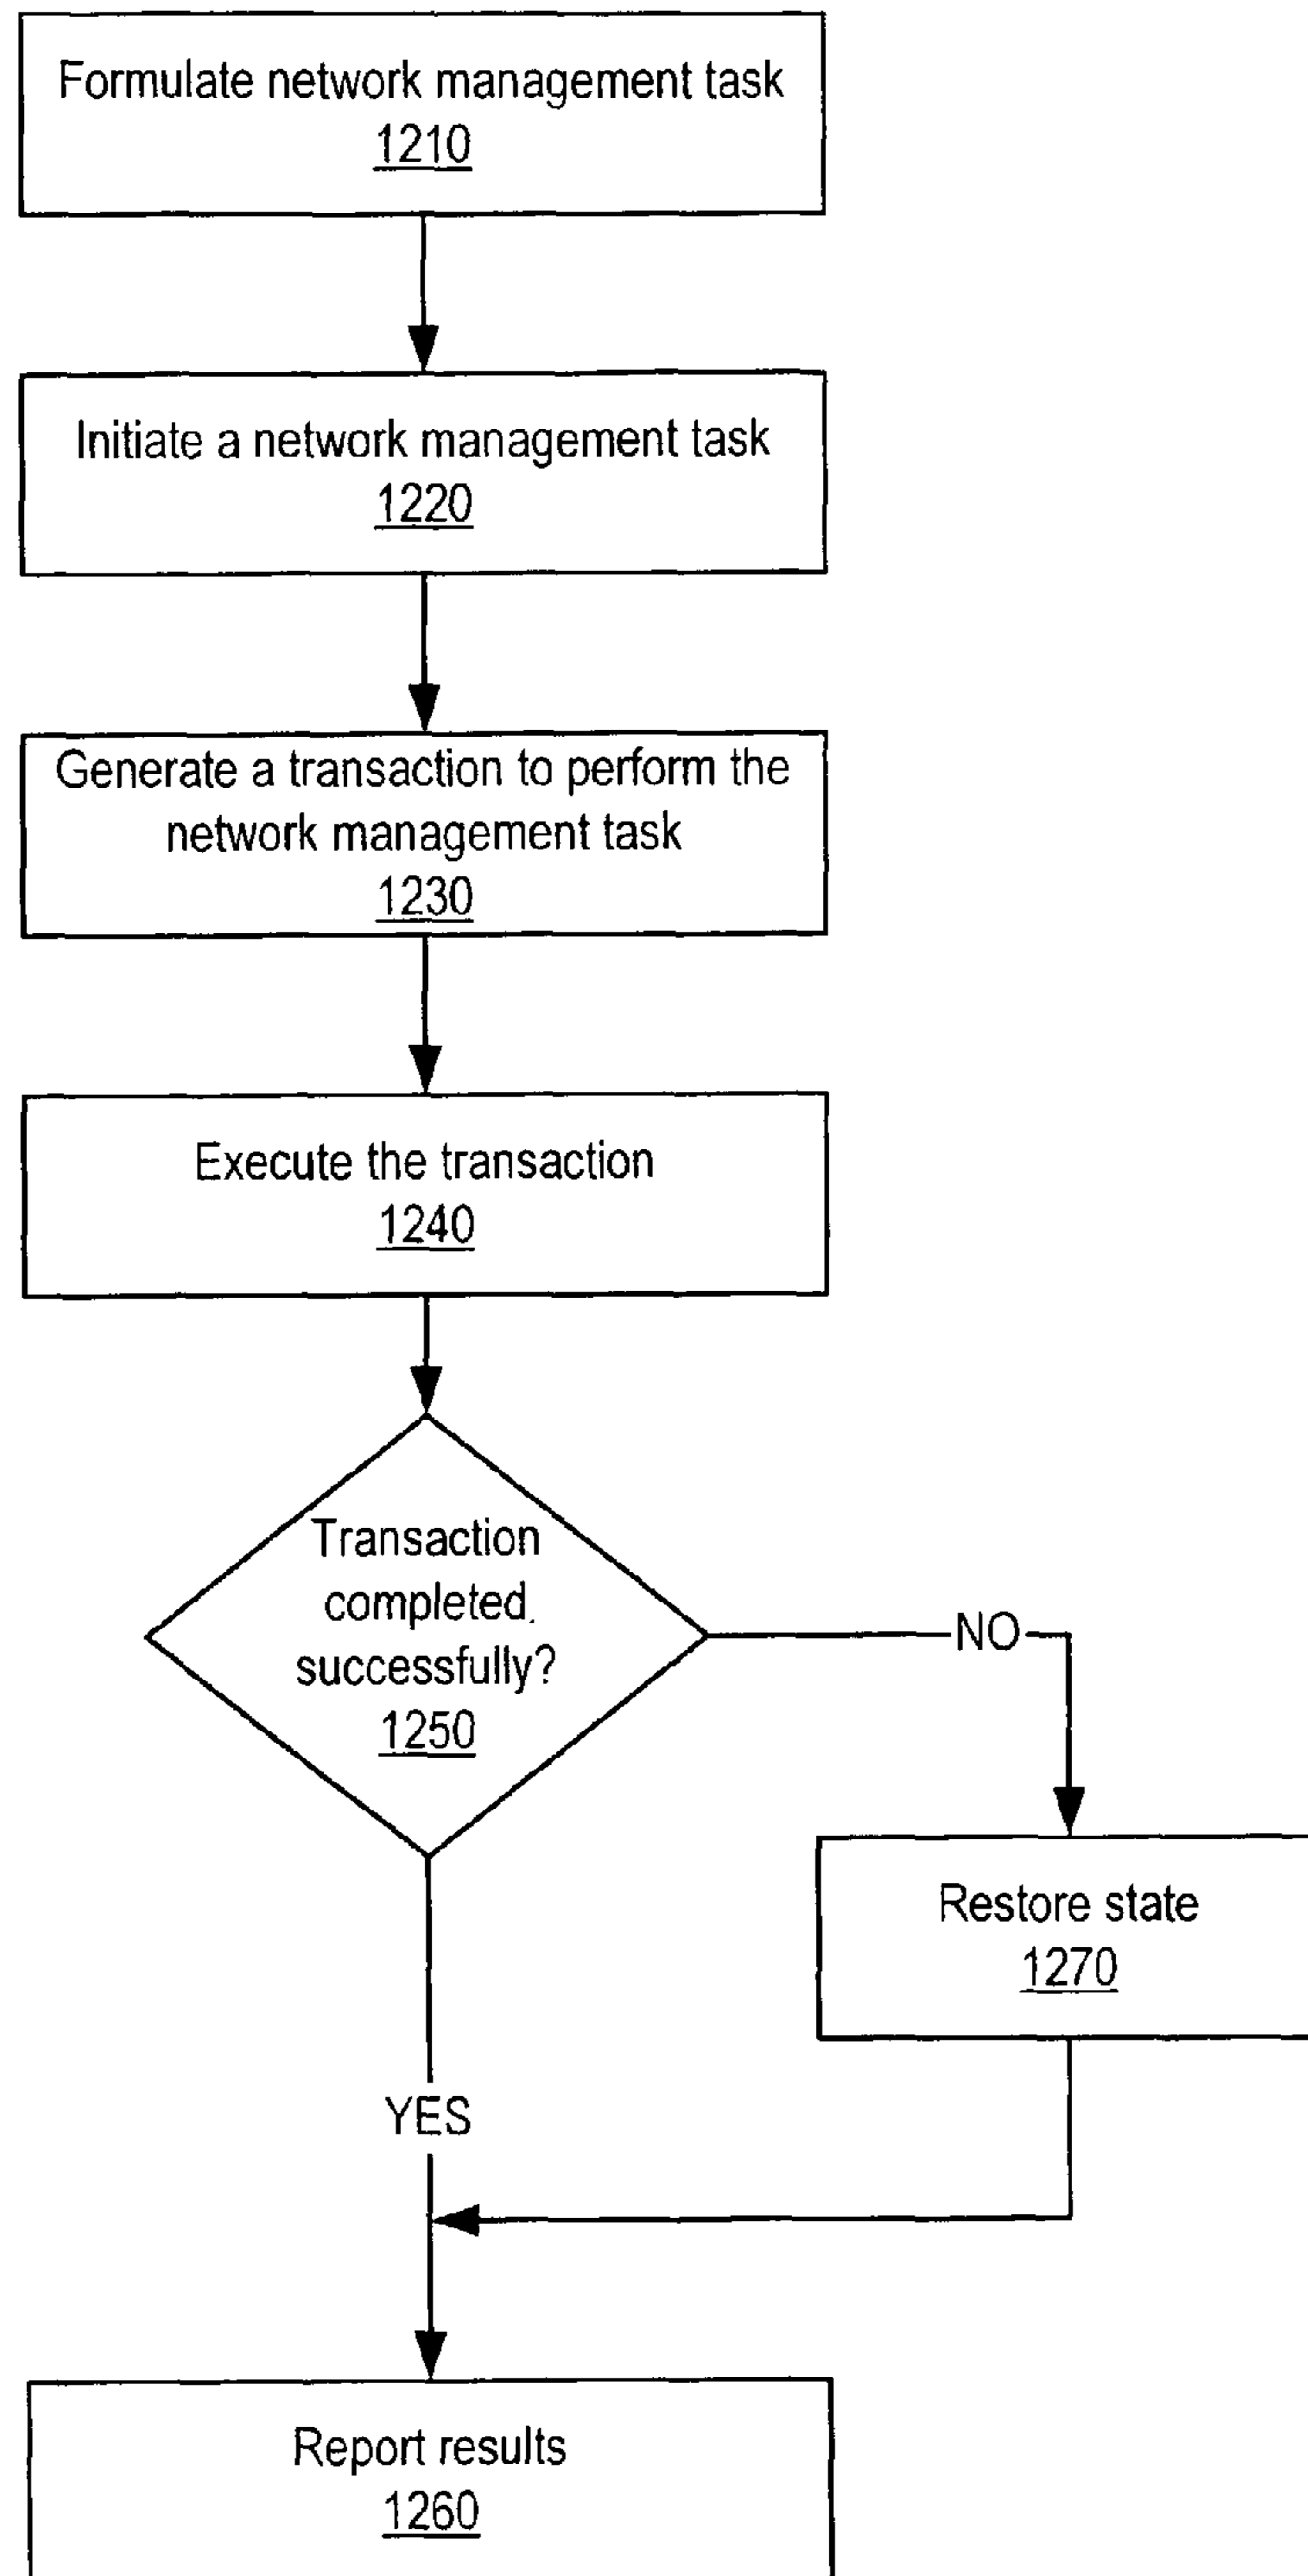 Formulate network management task
1210
Initiate a network management task
1220
Generate a transaction to perform the
network management task
1230
Execute the transaction
1240
Transaction
completed
successfully?
1250
NO
Restore state
1270
YES
Report results
1260